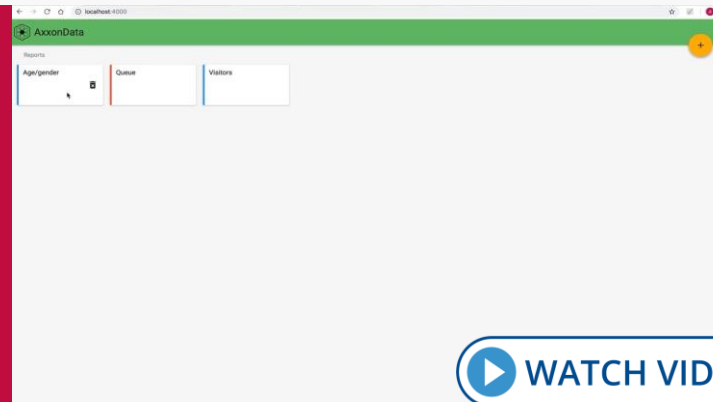 localhost:4000
AxxonData
+
Reports
Age/gender
Queue
Visitors
WATCH VID